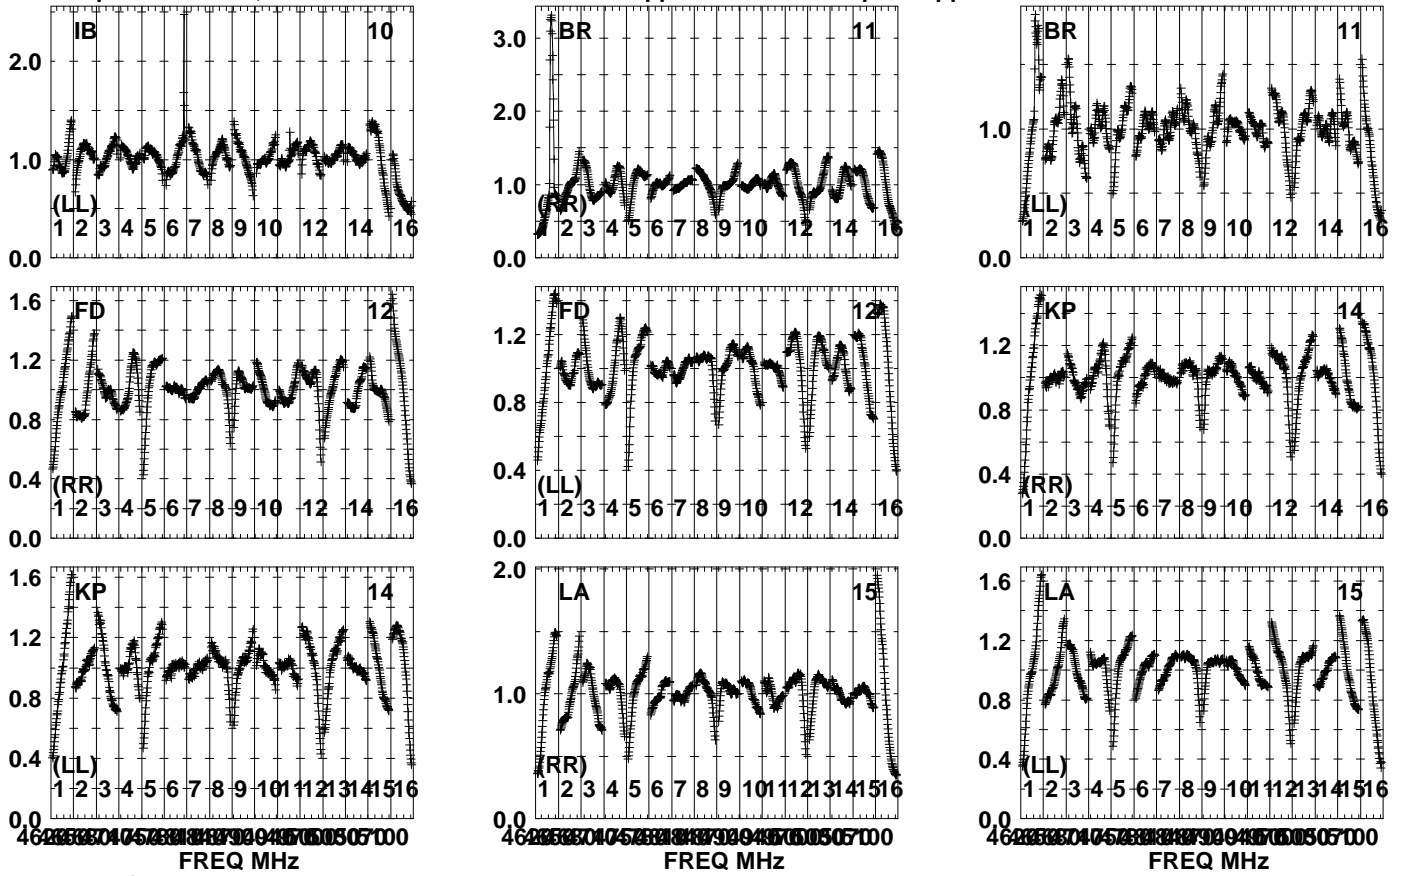 IB 10
2.0
1.0
(LL)
1 2 3 4 5 6 7 8 9 10 12 14 16
0.0
BR 11
3.0
2.0
1.0
(RR)
1 2 3 4 5 6 7 8 9 10 12 14 16
0.0
BR 11
1.0
(LL)
1 2 3 4 5 6 7 8 9 10 12 14 16
0.0
FD 12
1.6
1.2
0.8
0.4
(RR)
1 2 3 4 5 6 7 8 9 10 12 14 16
0.0
FD 12
1.2
0.8
0.4
(LL)
1 2 3 4 5 6 7 8 9 10 12 14 16
0.0
KP 14
1.2
0.8
0.4
(RR)
1 2 3 4 5 6 7 8 9 10 12 14 16
0.0
KP 14
1.6
1.2
0.8
0.4
(LL)
1 2 3 4 5 6 7 8 9 10 11 12 13 14 15 16
0.0
FREQ MHz
LA 15
2.0
1.0
(RR)
1 2 3 4 5 6 7 8 9 10 11 12 13 14 15 16
0.0
FREQ MHz
LA 15
1.6
1.2
0.8
0.4
(LL)
1 2 3 4 5 6 7 8 9 10 11 12 13 14 15 16
0.0
FREQ MHz